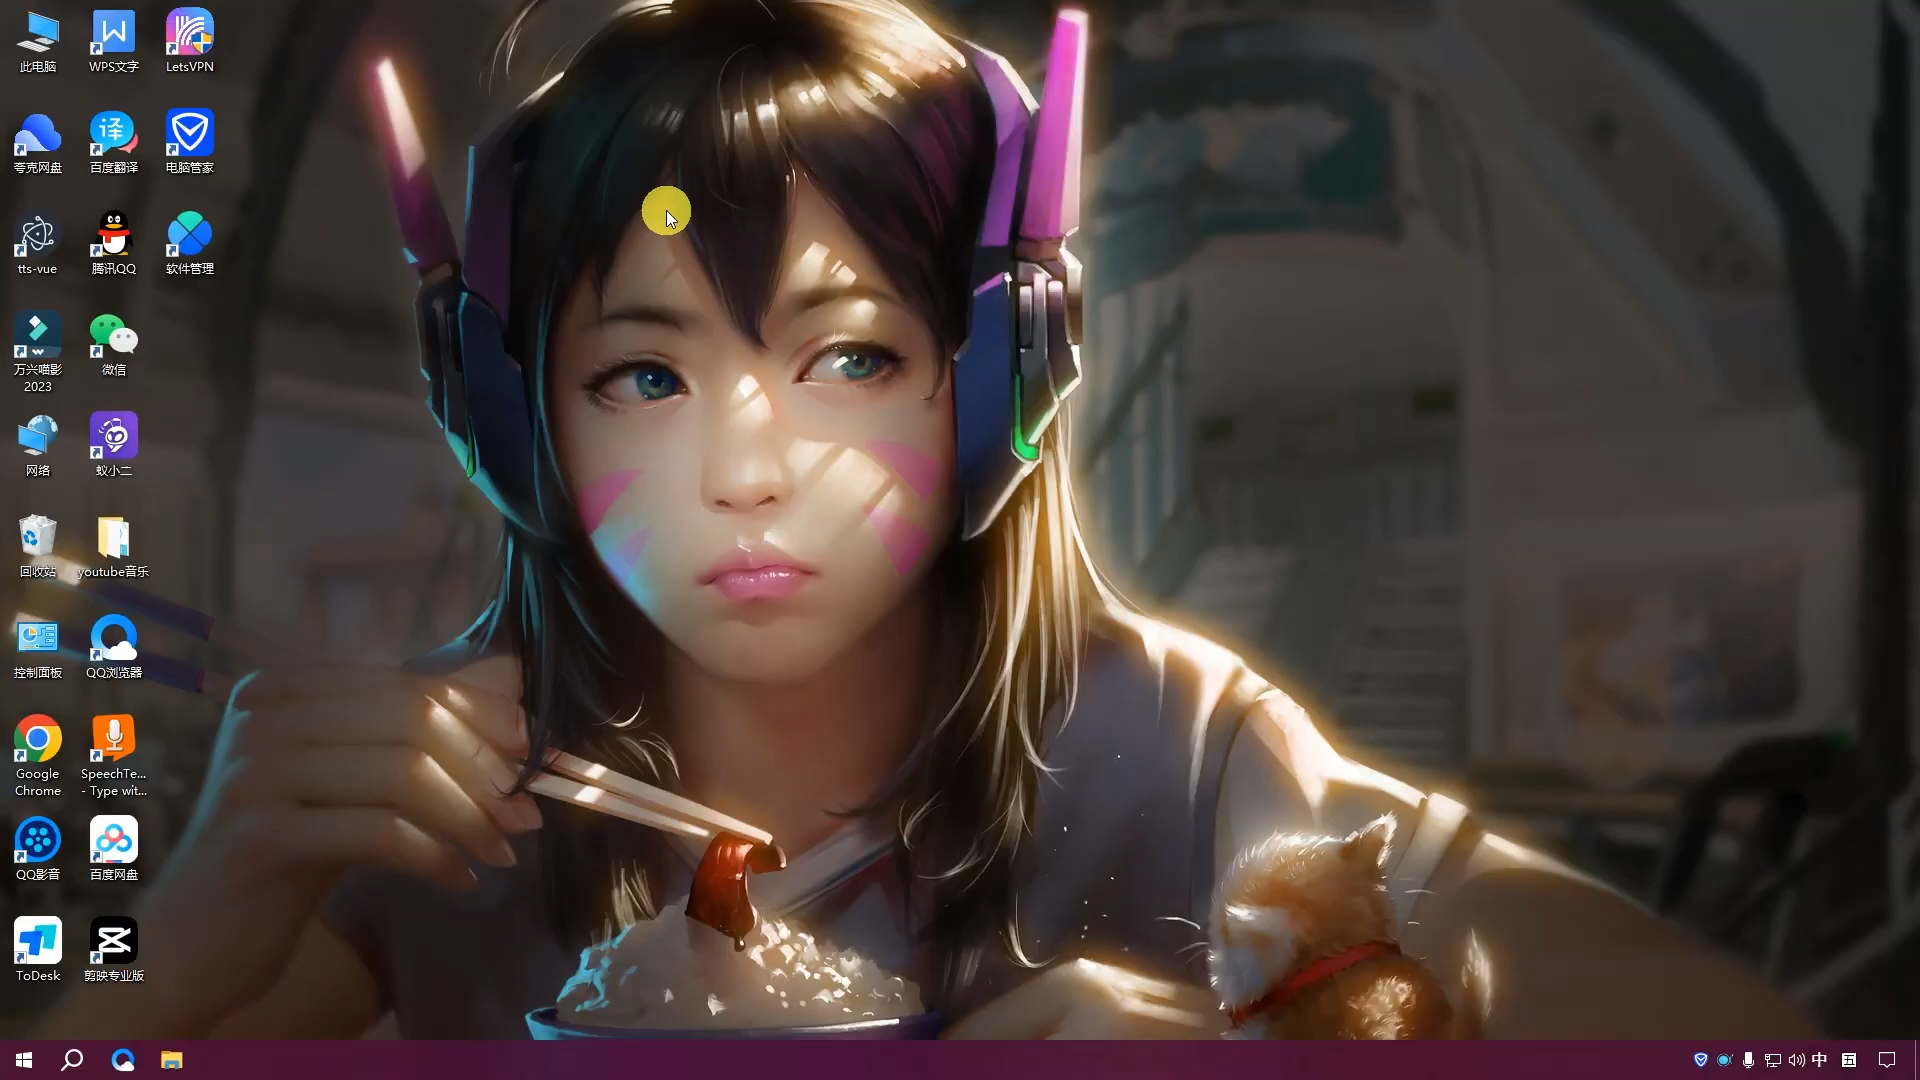 此电脑
WPS文字
LetsVPN
夸克网盘
译
百度翻译
电脑管家
tts-vue
腾讯QQ
软件管理
万兴喵影
2023
微信
网络
蚁小二
回收站
youtube音乐
控制面板
QQ浏览器
Google
Chrome
SpeechTe...
- Type wit...
QQ影音
百度网盘
ToDesk
剪映专业版
中
五